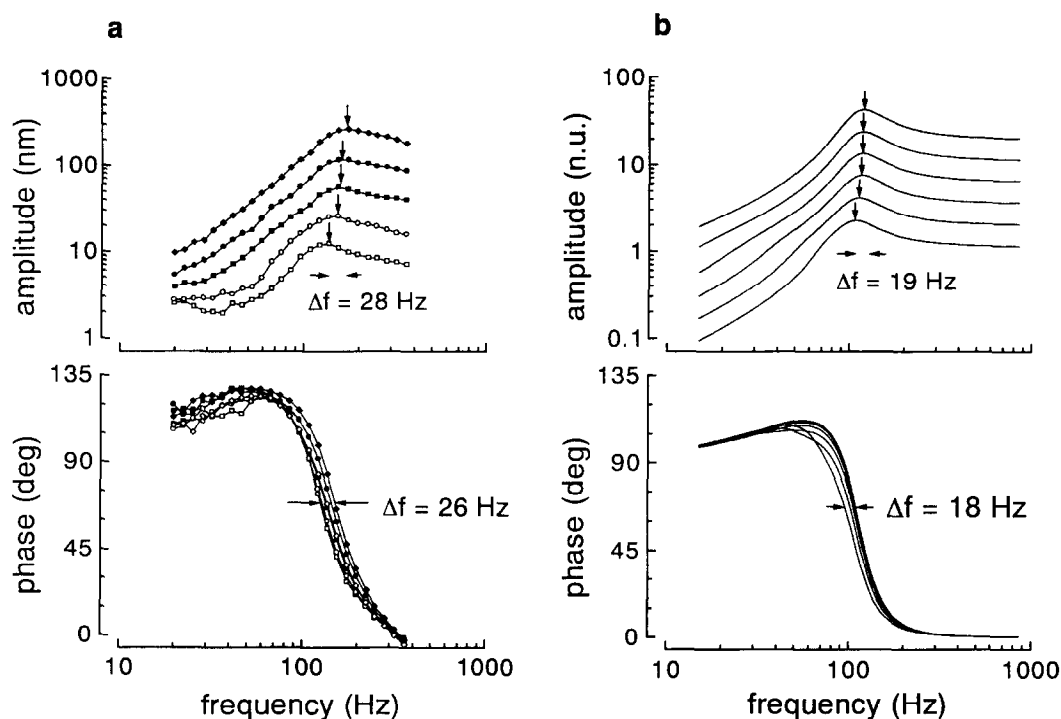 a
1000
100
10
1
amplitude (nm)
Δf = 28 Hz
135
90
45
0
phase (deg)
Δf = 26 Hz
10
100
1000
frequency (Hz)
b
100
10
1
0.1
amplitude (n.u.)
Δf = 19 Hz
135
90
45
0
phase (deg)
Δf = 18 Hz
10
100
1000
frequency (Hz)